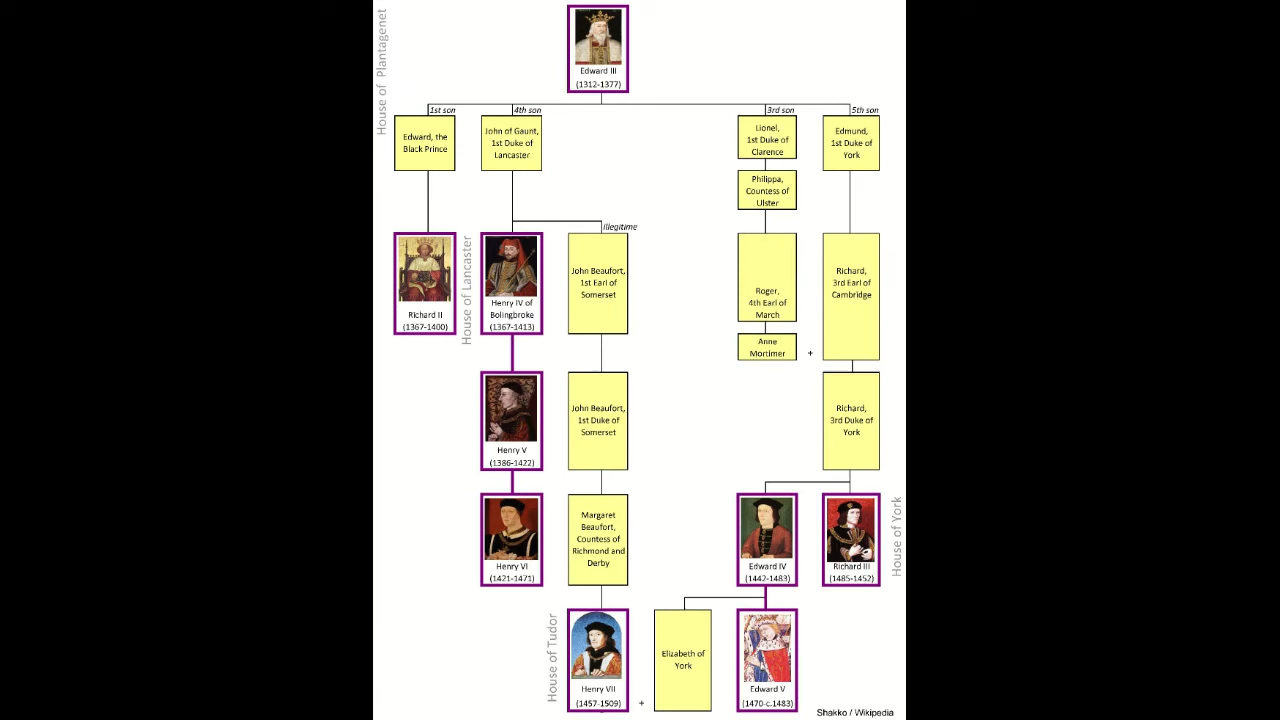 House of Plantagenet
Edward III
(1312-1377)
1st son
4th son
3rd son
5th son
Edward, the
Black Prince
John of Gaunt,
1st Duke of
Lancaster
Lionel,
1st Duke of
Clarence
Edmund,
1st Duke of
York
Philippa,
Countess of
Ulster
illegitime
House of Lancaster
Richard II
(1367-1400)
Henry IV of
Bolingbroke
(1367-1413)
John Beaufort,
1st Earl of
Somerset
Roger,
4th Earl of
March
Richard,
3rd Earl of
Cambridge
Anne
Mortimer
+
Henry V
(1386-1422)
John Beaufort,
1st Duke of
Somerset
Richard,
3rd Duke of
York
Henry VI
(1421-1471)
Margaret
Beaufort,
Countess of
Richmond and
Derby
Edward IV
(1442-1483)
Richard III
(1485-1452)
House of York
House of Tudor
Henry VII
(1457-1509)
+
Elizabeth of
York
Edward V
(1470-c.1483)
Shakko / Wikipedia